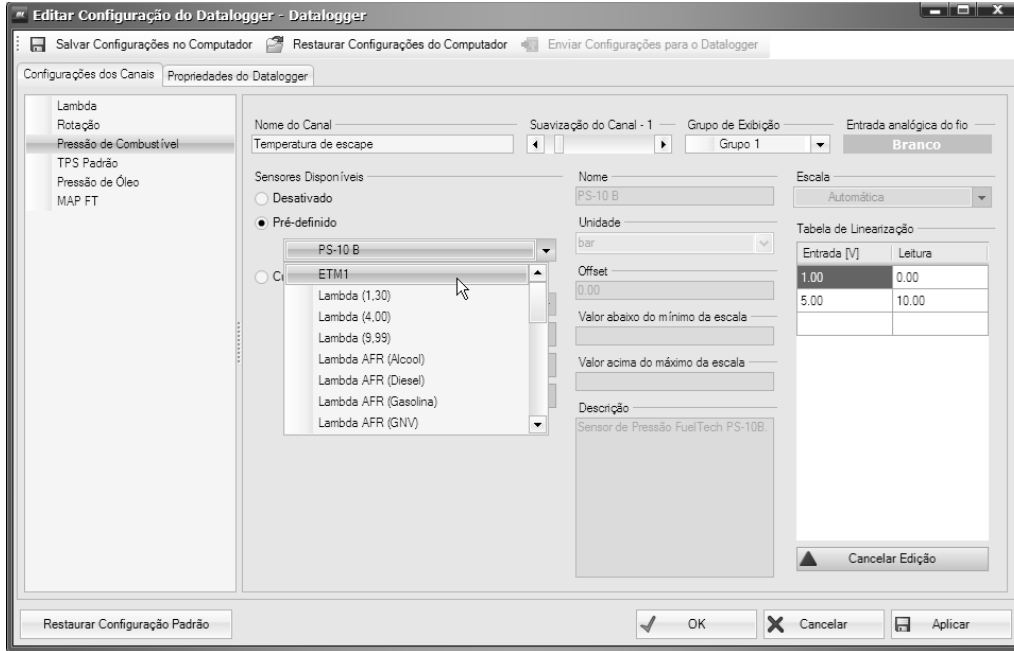 Editar Configuração do Datalogger - Datalogger
Salvar Configurações no Computador Restaurar Configurações do Computador Enviar Configurações para o Datalogger
Configurações dos Canais Propriedades do Datalogger
Lambda
Rotação
Pressão de Combustível
TPS Padrão
Pressão de Óleo
MAP FT
Nome do Canal
Temperatura de escape
Suavização do Canal - 1
Grupo de Exibição
Grupo 1
Entrada analógica do fio
Branco
Sensores Disponíveis
Desativado
Pré-definido
PS-10 B
ETM1
Lambda (1,30)
Lambda (4,00)
Lambda (9,99)
Lambda AFR (Alcool)
Lambda AFR (Diesel)
Lambda AFR (Gasolina)
Lambda AFR (GNV)
Nome
PS-10 B
Unidade
bar
Offset
0.00
Valor abaixo do mínimo da escala
Valor acima do máximo da escala
Descrição
Sensor de Pressão FuelTech PS-10B.
Escala
Automática
Tabela de Linearização
Entrada [V] Leitura
1.00 0.00
5.00 10.00
Cancelar Edição
Restaurar Configuração Padrão
OK
Cancelar
Aplicar